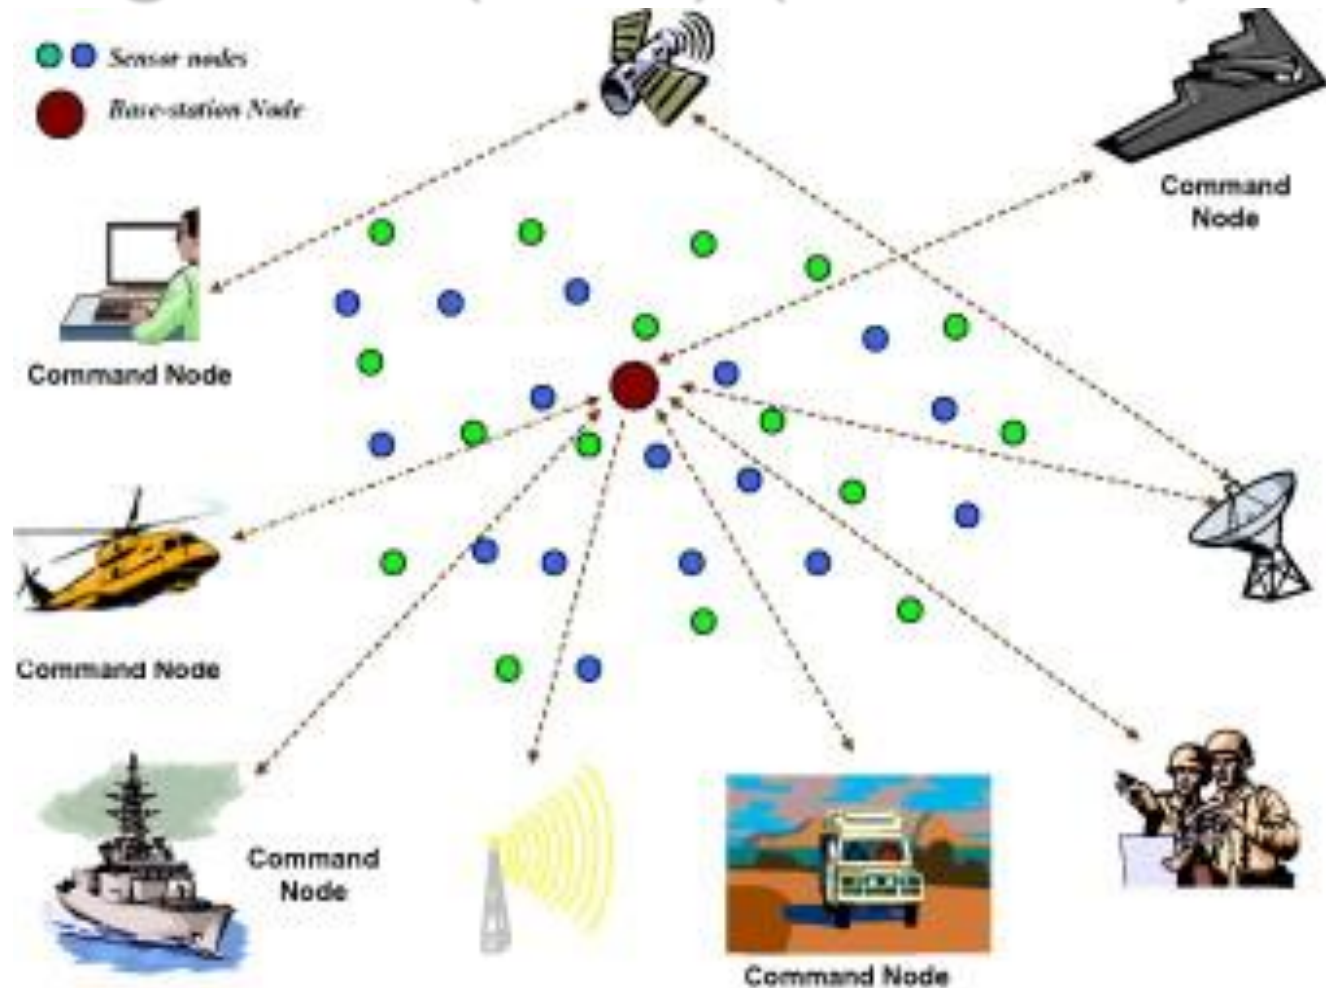 Sensor nodes
Base-station Node
Command
Node
Command Node
Command Node
Command
Node
Command Node